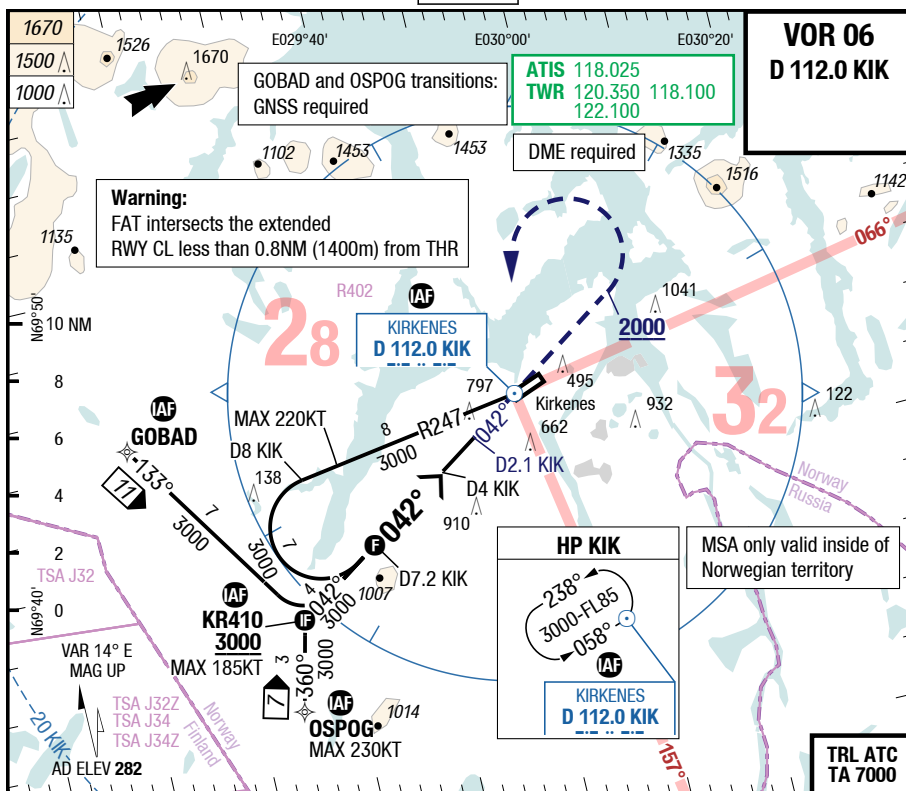 1670
1500
1000
1526
1670
E029°40'
E030°00'
E030°20'
VOR 06
D 112.0 KIK
GOBAD and OSPOG transitions:
GNSS required
ATIS 118.025
TWR 120.350 118.100
122.100
DME required
1102
1453
1453
1335
1516
1142
Warning:
FAT intersects the extended
RWY CL less than 0.8NM (1400m) from THR
1135
066°
R402
IAF
KIRKENES
D 112.0 KIK
28
1041
2000
N69°50'
10 NM
8
6
4
2
0
N69°40'
797
495
Kirkenes
932
32
122
662
IAF
GOBAD
MAX 220KT
D8 KIK
8
3000
R247
042°
D2.1 KIK
D4 KIK
138
133°
11
7
3000
7
3000
042°
910
F
D7.2 KIK
1007
4
042°
3000
Norway
Russia
HP KIK
238°
3000-FL85
058°
IAF
KIRKENES
D 112.0 KIK
MSA only valid inside of
Norwegian territory
TSA J32
IAF
KR410
3000
MAX 185KT
IF
3
3000
360°
7
IAF
OSPOG
MAX 230KT
1014
VAR 14° E
MAG UP
TSA J32Z
TSA J34
TSA J34Z
Norway
Finland
20 KIK
AD ELEV 282
157°
TRL ATC
TA 7000